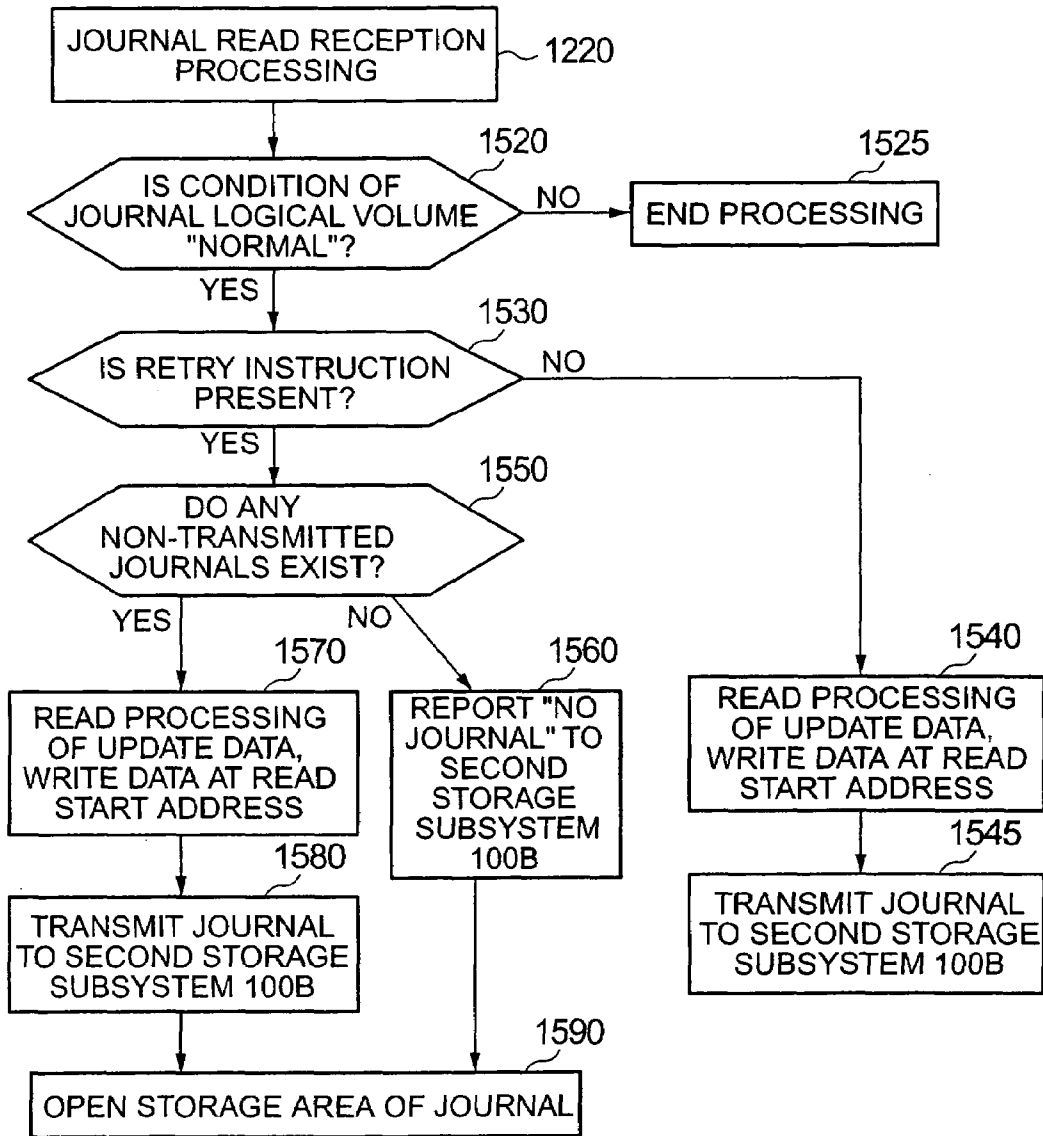 JOURNAL READ RECEPTION
PROCESSING
1220
1520
IS CONDITION OF
JOURNAL LOGICAL VOLUME
"NORMAL"?
NO
1525
END PROCESSING
YES
1530
IS RETRY INSTRUCTION
PRESENT?
NO
YES
1550
DO ANY
NON-TRANSMITTED
JOURNALS EXIST?
YES
NO
1570
READ PROCESSING
OF UPDATE DATA,
WRITE DATA AT READ
START ADDRESS
1560
REPORT "NO
JOURNAL" TO
SECOND
STORAGE
SUBSYSTEM
100B
1540
READ PROCESSING
OF UPDATE DATA,
WRITE DATA AT READ
START ADDRESS
1580
TRANSMIT JOURNAL
TO SECOND STORAGE
SUBSYSTEM 100B
1545
TRANSMIT JOURNAL
TO SECOND STORAGE
SUBSYSTEM 100B
1590
OPEN STORAGE AREA OF JOURNAL